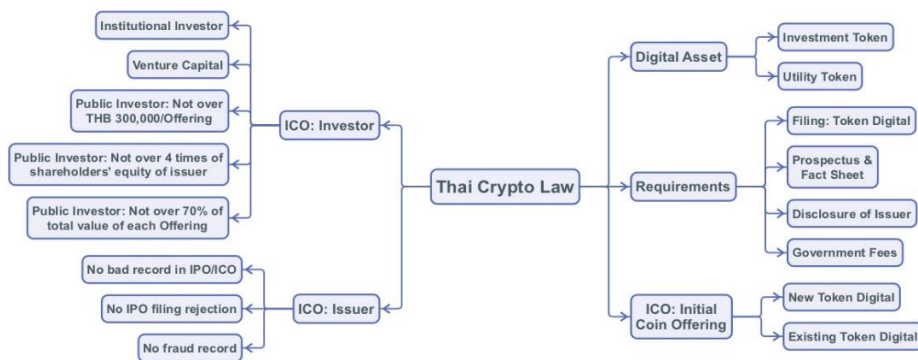 Thai Crypto Law
ICO: Investor
Institutional Investor
Venture Capital
Public Investor: Not over
THB 300,000/Offering
Public Investor: Not over 4 times of
shareholders' equity of issuer
Public Investor: Not over 70% of
total value of each Offering
ICO: Issuer
No bad record in IPO/ICO
No IPO filing rejection
No fraud record
Digital Asset
Investment Token
Utility Token
Requirements
Filing: Token Digital
Prospectus &
Fact Sheet
Disclosure of Issuer
Government Fees
ICO: Initial
Coin Offering
New Token Digital
Existing Token Digital